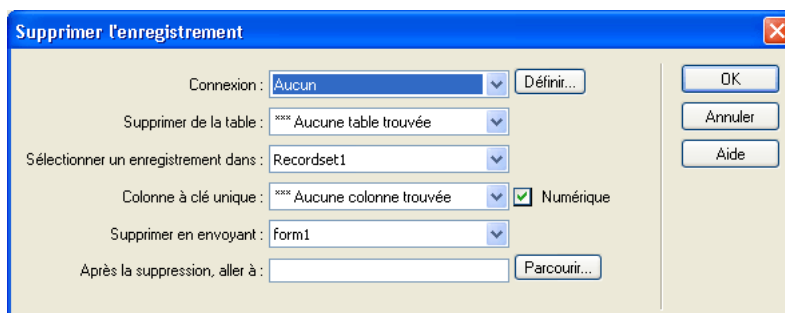 Supprimer l'enregistrement
Connexion : Aucun Définir... OK
Supprimer de la table : *** Aucune table trouvée Annuler
Sélectionner un enregistrement dans : Recordset1 Aide
Colonne à clé unique : *** Aucune colonne trouvée Numérique
Supprimer en envoyant : form1
Après la suppression, aller à : Parcourir...